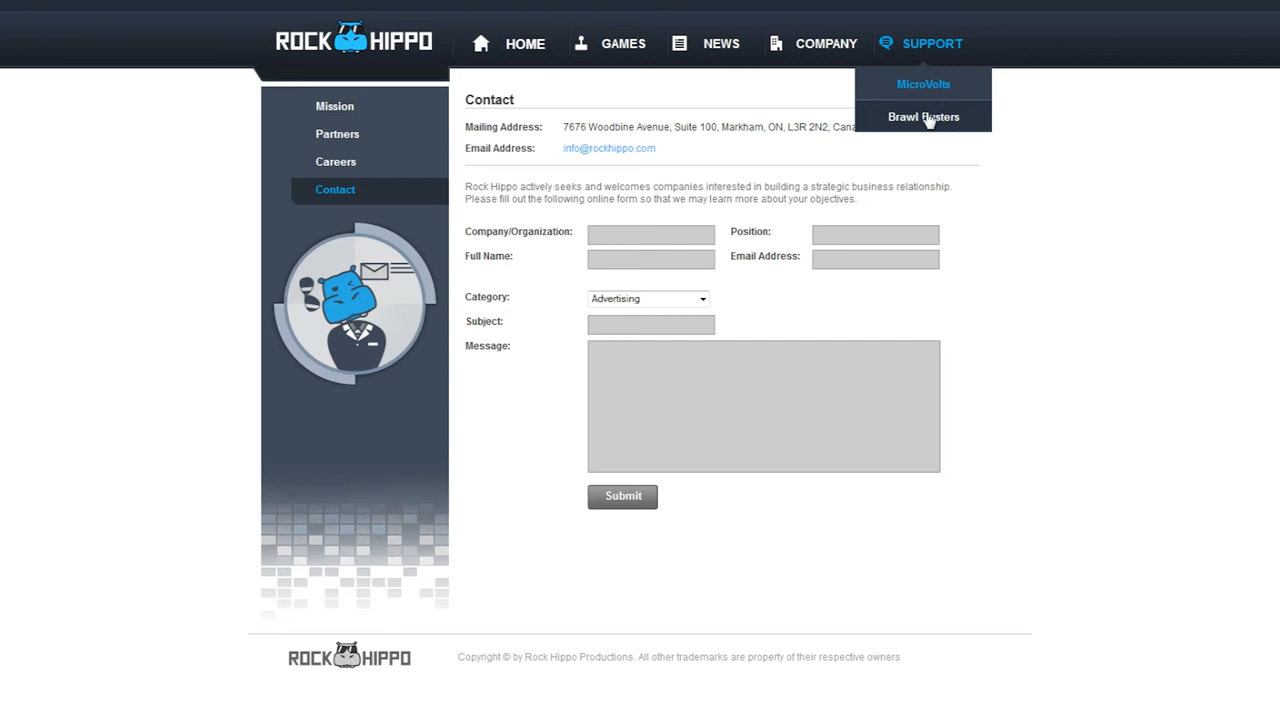 ROCK HIPPO
HOME
GAMES
NEWS
COMPANY
SUPPORT
MicroVolts
Brawl Busters
Mission
Partners
Careers
Contact
Contact
Mailing Address: 7676 Woodbine Avenue, Suite 100, Markham, ON, L3R 2N2, Cana
Email Address: info@rockhippo.com
Rock Hippo actively seeks and welcomes companies interested in building a strategic business relationship.
Please fill out the following online form so that we may learn more about your objectives.
Company/Organization: Position:
Full Name: Email Address:
Category: Advertising
Subject:
Message:
Submit
ROCK HIPPO
Copyright © by Rock Hippo Productions. All other trademarks are property of their respective owners